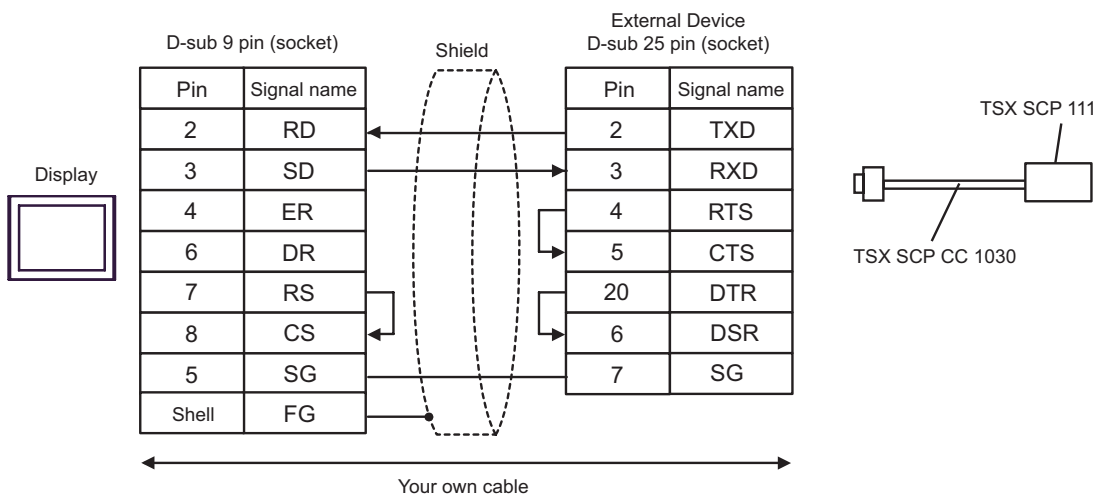 External Device
D-sub 9 pin (socket)
Shield
D-sub 25 pin (socket)
Pin Signal name
Pin Signal name
2 RD
2 TXD
3 SD
3 RXD
4 ER
4 RTS
6 DR
5 CTS
7 RS
20 DTR
8 CS
6 DSR
5 SG
7 SG
Shell FG
Display
TSX SCP 111
TSX SCP CC 1030
Your own cable